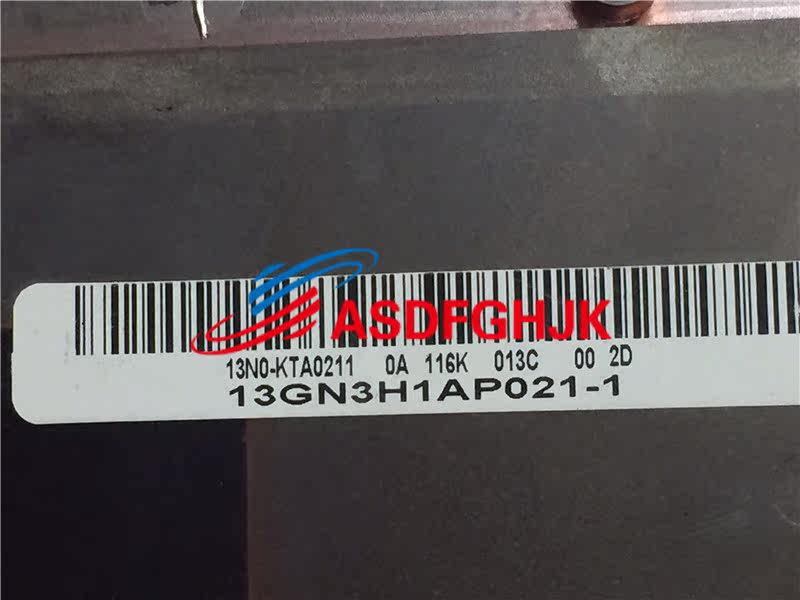 ASDFGHJK
13N0-KTA0211 0A 116K 013C 00 2D
13GN3H1AP021-1